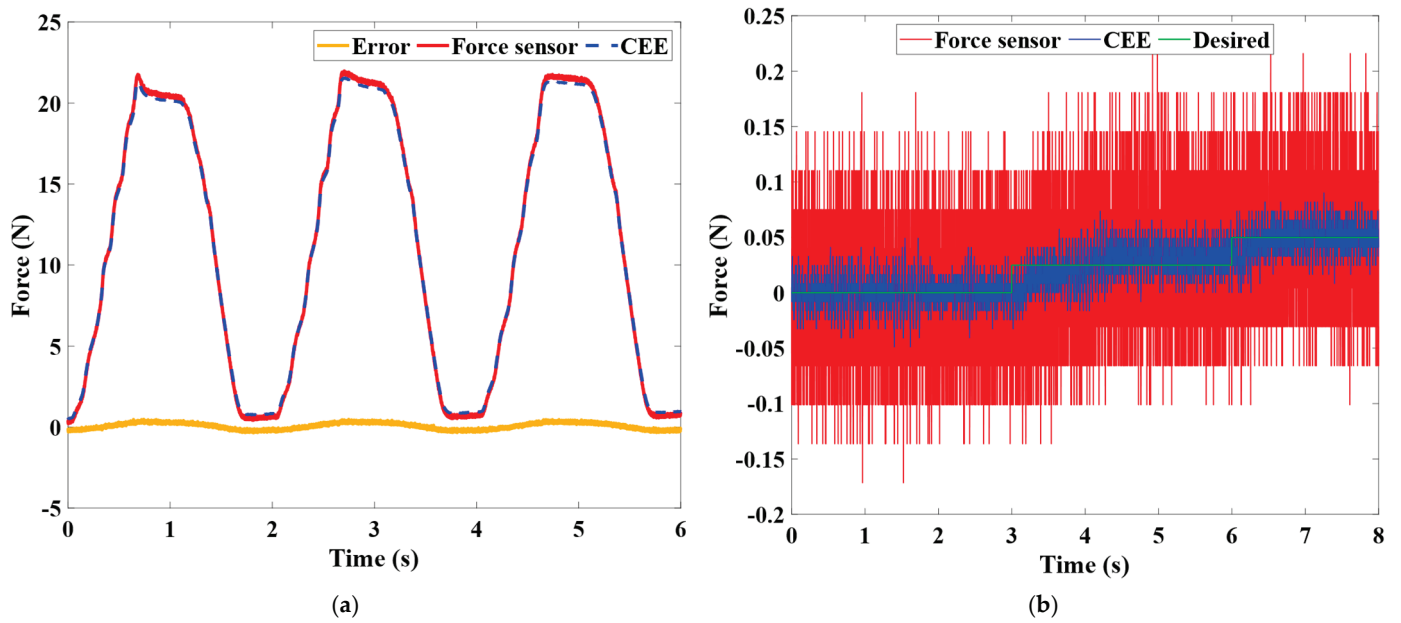 Error Force sensor CEE
25
20
15
10
5
0
-5
Force (N)
0 1 2 3 4 5 6
Time (s)
(a)
Force sensor CEE Desired
0.25
0.2
0.15
0.1
0.05
0
-0.05
-0.1
-0.15
-0.2
Force (N)
0 1 2 3 4 5 6 7 8
Time (s)
(b)